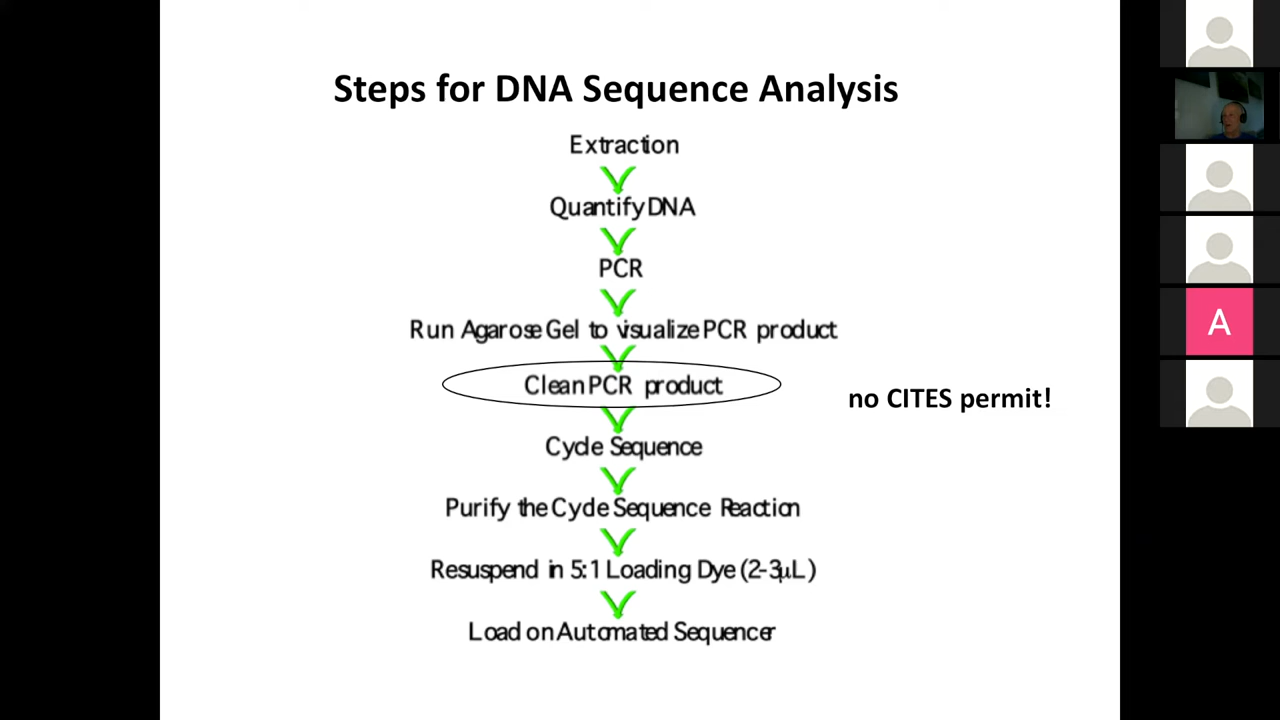 Steps for DNA Sequence Analysis
Extraction
Quantify DNA
PCR
Run Agarose Gel to visualize PCR product
Clean PCR product
no CITES permit!
Cycle Sequence
Purify the Cycle Sequence Reaction
Resuspend in 5:1 Loading Dye (2-3µL)
Load on Automated Sequencer
A